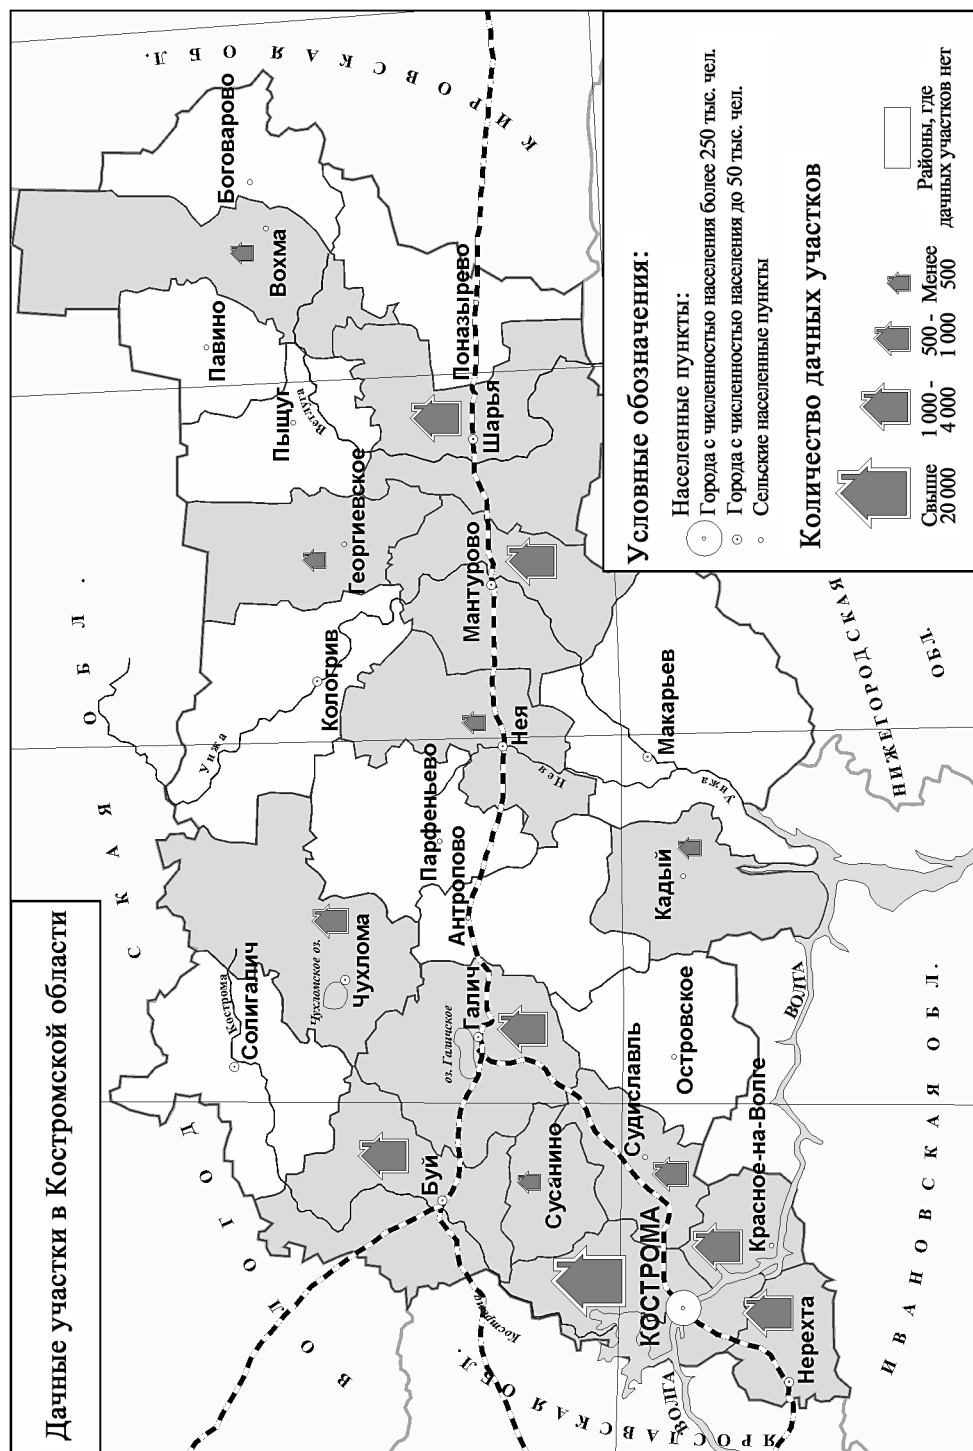 Дачные участки в Костромской области
ВОЛОГОДСКАЯ ОБЛ.
КИРОВСКАЯ ОБЛ.
НИЖЕГОРОДСКАЯ
ОБЛ.
ИВАНОВСКАЯ ОБЛ.
ЯРОСЛАВСКАЯ ОБЛ.
Солигалич
Кострома
Чухлома
Чухломское оз.
Буй
Галич
оз. Галичское
Антропово
Парфеньево
Кологрив
Унжа
Георгиевское
Пыщуг
Ветлуга
Павино
Вохма
Боговарово
Поназырево
Шарья
Мантурово
Нея
Нея
Макарьев
Унжа
Кадый
Островское
Судиславль
Сусанино
КОСТРОМА
Кострома
Красное-на-Волге
Нерехта
ВОЛГА
ВОЛГА
Условные обозначения:
Населенные пункты:
Города с численностью населения более 250 тыс. чел.
Города с численностью населения до 50 тыс. чел.
Сельские населенные пункты
Количество дачных участков
Свыше
20 000
1 000 -
4 000
500 -
1 000
Менее
500
Районы, где
дачных участков нет